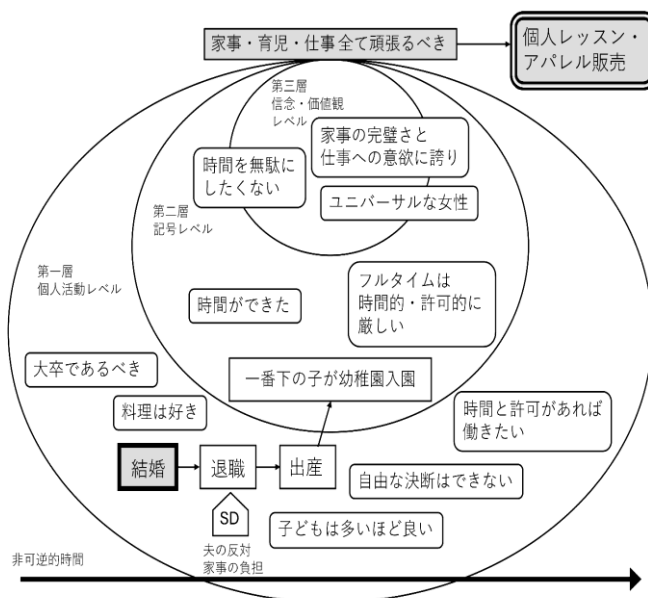 家事・育児・仕事全て頑張るべき
個人レッスン・
アパレル販売
第三層
信念・価値観
レベル
家事の完璧さと
仕事への意欲に誇り
時間を無駄に
したくない
ユニバーサルな女性
第二層
記号レベル
第一層
個人活動レベル
フルタイムは
時間的・許可的に
厳しい
時間ができた
大卒であるべき
一番下の子が幼稚園入園
料理は好き
時間と許可があれば
働きたい
結婚
退職
出産
自由な決断はできない
SD
子どもは多いほど良い
夫の反対
家事の負担
非可逆的時間